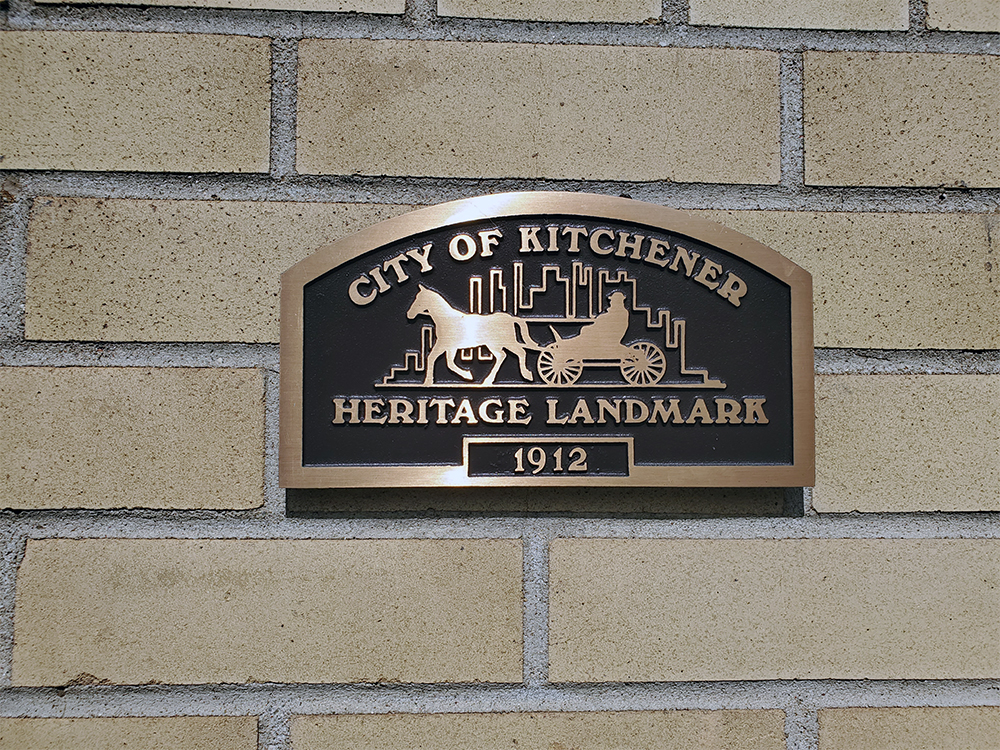 CITY OF KITCHENER
HERITAGE LANDMARK
1912